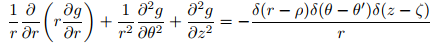 \frac{1}{r}\frac{\partial}{\partial r}\left(r\frac{\partial g}{\partial r}\right) + \frac{1}{r^2}\frac{\partial^2 g}{\partial \theta^2} + \frac{\partial^2 g}{\partial z^2} = -\frac{\delta(r-\rho)\delta(\theta-\theta')\delta(z-\zeta)}{r}